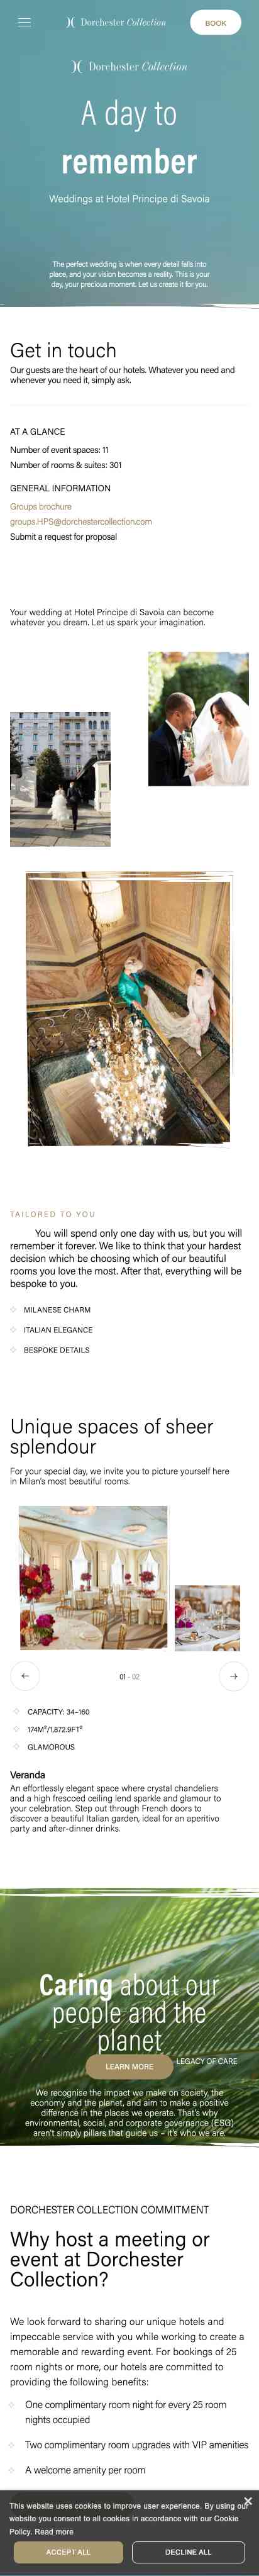 Dorchester Collection
BOOK
Dorchester Collection
A day to
remember
Weddings at Hotel Principe di Savoia
The perfect wedding is when every detail falls into
place, and your vision becomes a reality. This is your
day, your precious moment. Let us create it for you.
Get in touch
Our guests are the heart of our hotels. Whatever you need and
whenever you need it, simply ask.
AT A GLANCE
Number of event spaces: 11
Number of rooms & suites: 301
GENERAL INFORMATION
Groups brochure
groups.HPS@dorchestercollection.com
Submit a request for proposal
Your wedding at Hotel Principe di Savoia can become
whatever you dream. Let us spark your imagination.
TAILORED TO YOU
You will spend only one day with us, but you will
remember it forever. We like to think that your hardest
decision which be choosing which of our beautiful
rooms you love the most. After that, everything will be
bespoke to you.
MILANESE CHARM
ITALIAN ELEGANCE
BESPOKE DETAILS
Unique spaces of sheer
splendour
For your special day, we invite you to picture yourself here
in Milan's most beautiful rooms.
01 - 02
CAPACITY: 34–160
174M²/1,872.9FT²
GLAMOROUS
Veranda
An effortlessly elegant space where crystal chandeliers
and a high frescoed ceiling lend sparkle and glamour to
your celebration. Step out through French doors to
discover a beautiful Italian garden, ideal for an aperitivo
party and after-dinner drinks.
Caring about our
people and the
planet
LEARN MORE
LEGACY OF CARE
We recognise the impact we make on society, the
economy and the planet, and aim to make a positive
difference in the places we operate. That's why
environmental, social, and corporate governance (ESG)
aren't simply pillars that guide us – it's who we are.
DORCHESTER COLLECTION COMMITMENT
Why host a meeting or
event at Dorchester
Collection?
We look forward to sharing our unique hotels and
impeccable service with you while working to create a
memorable and rewarding event. For bookings of 25
room nights or more, our hotels are committed to
providing the following benefits:
One complimentary room night for every 25 room
nights occupied
Two complimentary room upgrades with VIP amenities
A welcome amenity per room
This website uses cookies to improve user experience. By using our
website you consent to all cookies in accordance with our Cookie
Policy. Read more
ACCEPT ALL
DECLINE ALL